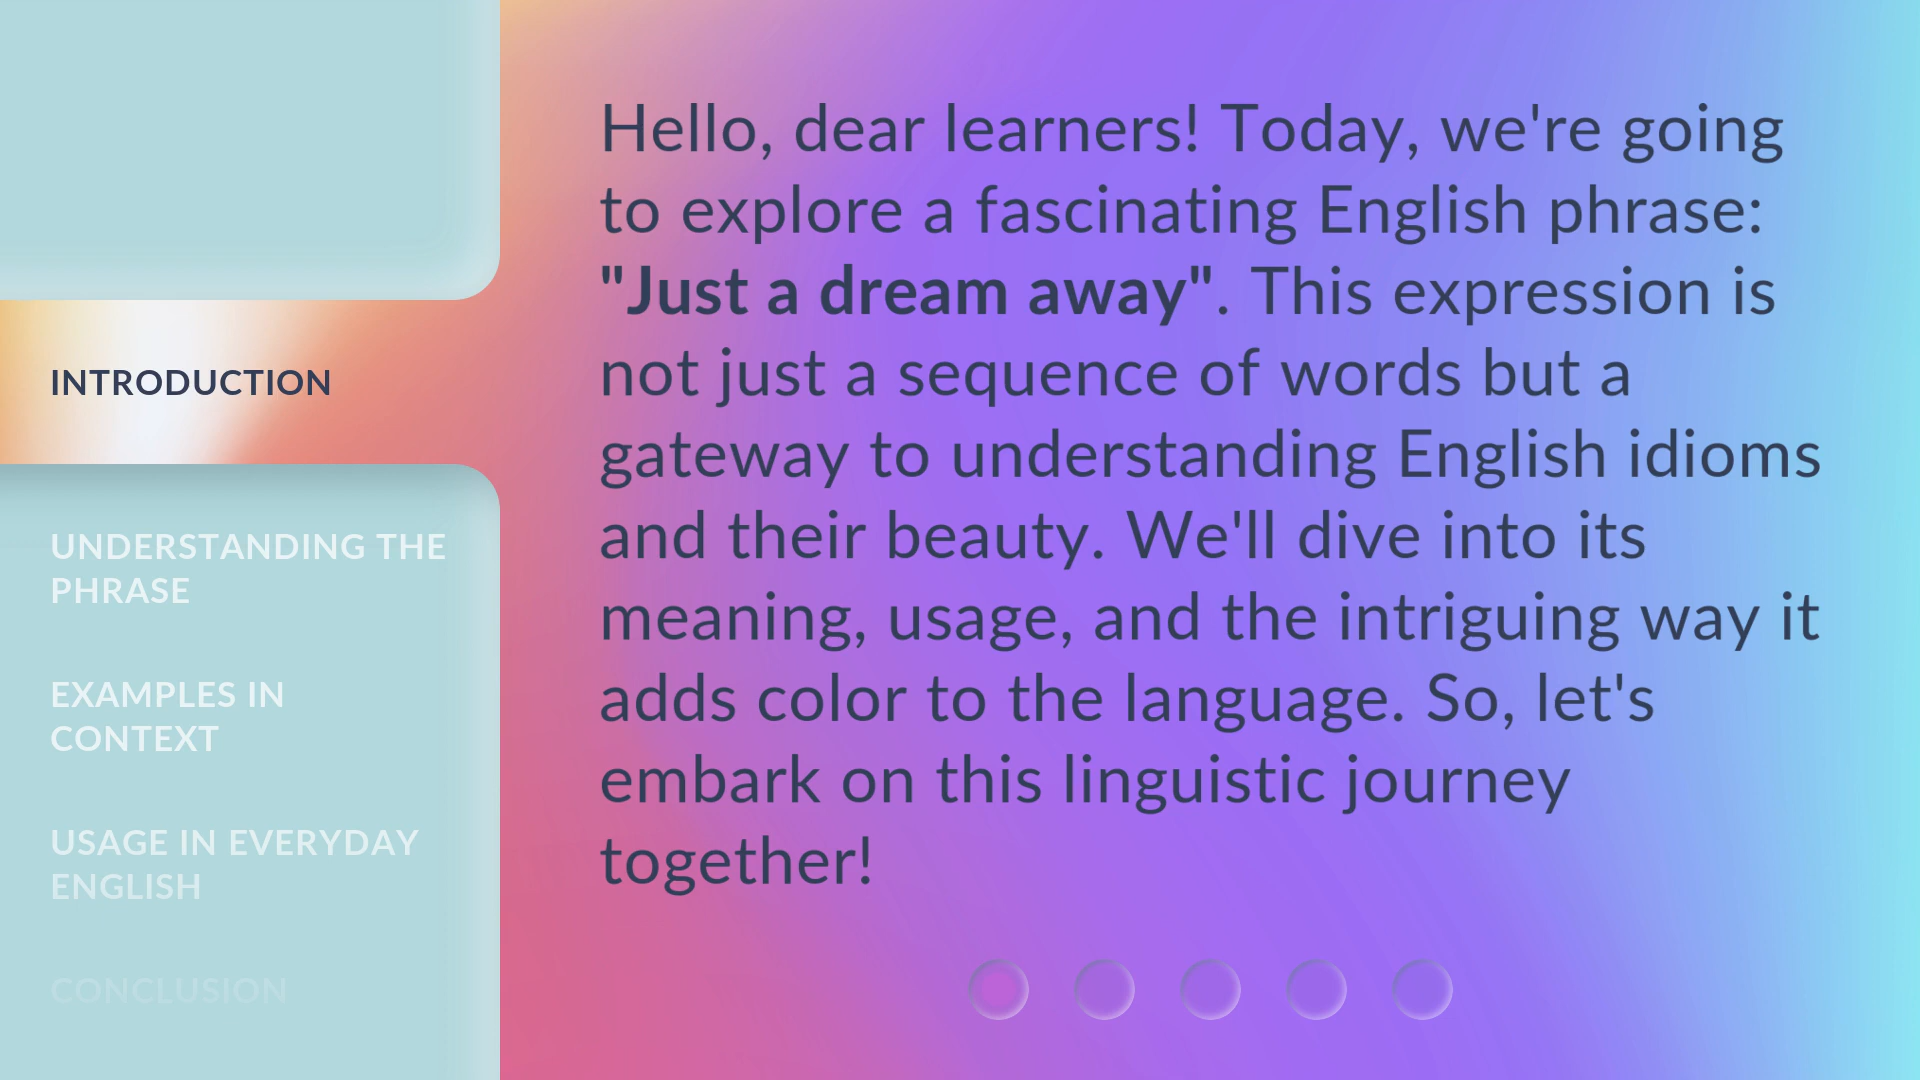 INTRODUCTION
UNDERSTANDING THE
PHRASE
EXAMPLES IN
CONTEXT
USAGE IN EVERYDAY
ENGLISH
CONCLUSION
Hello, dear learners! Today, we're going
to explore a fascinating English phrase:
"Just a dream away". This expression is
not just a sequence of words but a
gateway to understanding English idioms
and their beauty. We'll dive into its
meaning, usage, and the intriguing way it
adds color to the language. So, let's
embark on this linguistic journey
together!